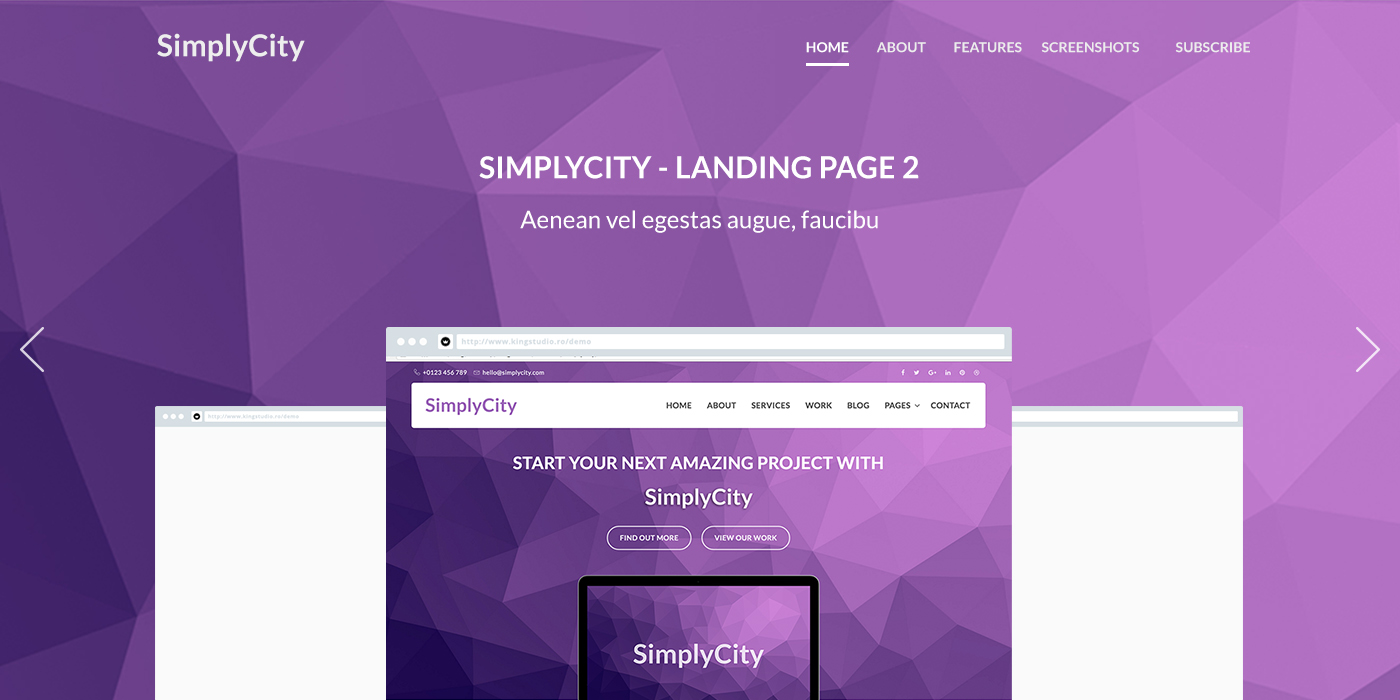 SimplyCity
HOME ABOUT FEATURES SCREENSHOTS SUBSCRIBE
SIMPLYCITY - LANDING PAGE 2
Aenean vel egestas augue, faucibu
http://www.kingstudio.ro/demo
+0123 456 789 hello@simplycity.com
SimplyCity
HOME ABOUT SERVICES WORK BLOG PAGES CONTACT
http://www.kingstudio.ro/demo
START YOUR NEXT AMAZING PROJECT WITH
SimplyCity
FIND OUT MORE VIEW OUR WORK
SimplyCity